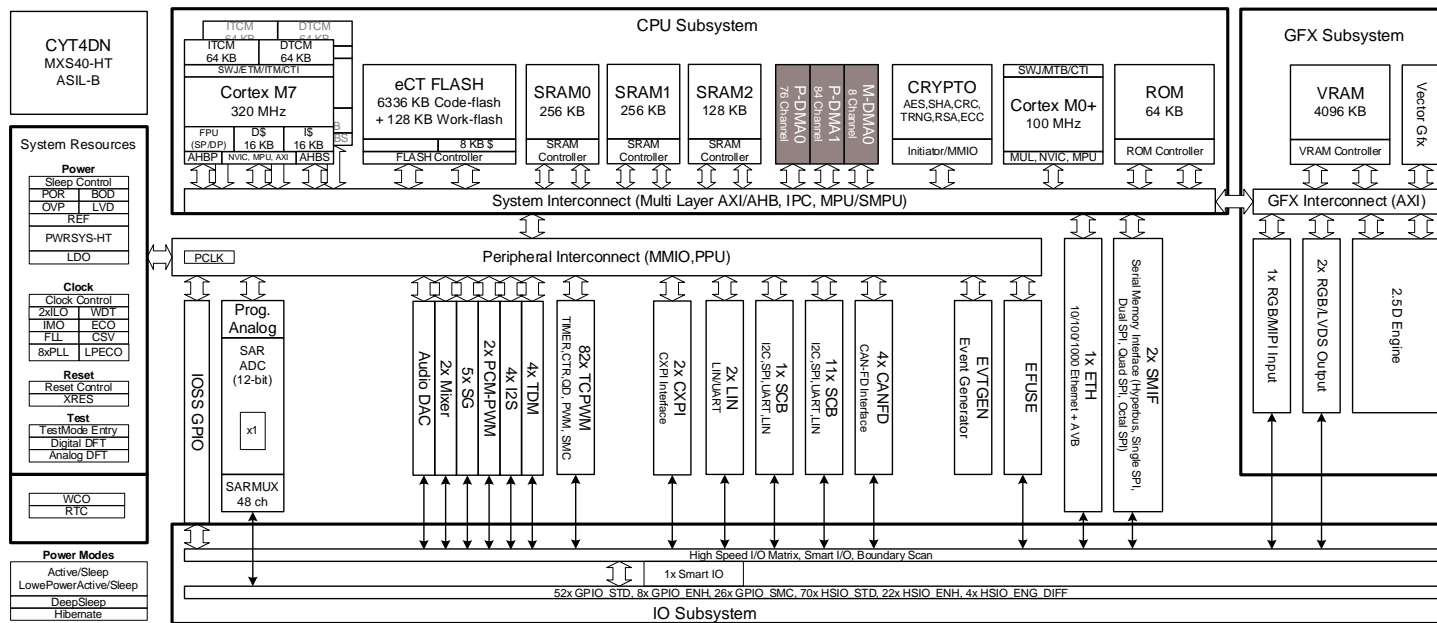 CYT4DN
MXS40-HT
ASIL-B
System Resources
Power
Sleep Control
POR
BOD
OVP
LVD
REF
PWRSYS-HT
LDO
Clock
Clock Control
2xILO
WDT
IMO
ECO
FLL
CSV
8xPLL
LPECO
Reset
Reset Control
XRES
Test
TestMode Entry
Digital DFT
Analog DFT
WCO
RTC
Power Modes
Active/Sleep
LowePowerActive/Sleep
DeepSleep
Hibernate
CPU Subsystem
ITCM
64 KB
DTCM
64 KB
ITCM
64 KB
DTCM
64 KB
SWJ/ETM/ITM/CTI
Cortex M7
320 MHz
FPU
(SP/DP)
D$
16 KB
I$
16 KB
AHBP
NVIC, MPU, AXI
AHBS
eCT FLASH
6336 KB Code-flash
+ 128 KB Work-flash
8 KB $
FLASH Controller
SRAM0
256 KB
SRAM
Controller
SRAM1
256 KB
SRAM
Controller
SRAM2
128 KB
SRAM
Controller
P-DMA0
76 Channel
P-DMA1
84 Channel
M-DMA0
8 Channel
CRYPTO
AES,SHA,CRC,
TRNG,RSA,ECC
Initiator/MMIO
SWJ/MTB/CTI
Cortex M0+
100 MHz
MUL, NVIC, MPU
ROM
64 KB
ROM Controller
System Interconnect (Multi Layer AXI/AHB, IPC, MPU/SMPU)
GFX Subsystem
VRAM
4096 KB
VRAM Controller
Vector Gfx
GFX Interconnect (AXI)
1x RGB/MIPI Input
2x RGB/LVDS Output
2.5D Engine
PCLK
Peripheral Interconnect (MMIO,PPU)
IOSS GPIO
Prog.
Analog
SAR
ADC
(12-bit)
x1
SARMUX
48 ch
Audio DAC
2x Mixer
5x SG
2x PCM-PWM
4x I2S
4x TDM
82x TCPWM
TIMER,CTR,QD, PWM, SMC
2x CXPI
CXPI Interface
2x LIN
LIN/UART
1x SCB
I2C,SPI,UART,LIN
11x SCB
I2C,SPI,UART,LIN
4x CANFD
CAN-FD Interface
EVTGEN
Event Generator
EFUSE
1x ETH
10/100/1000 Ethernet + AVB
2x SMIF
Serial Memory Interface (Hyperbus, Single SPI,
Dual SPI, Quad SPI, Octal SPI)
High Speed I/O Matrix, Smart I/O, Boundary Scan
1x Smart IO
52x GPIO_STD, 8x GPIO_ENH, 26x GPIO_SMC, 70x HSIO_STD, 22x HSIO_ENH, 4x HSIO_ENG_DIFF
IO Subsystem